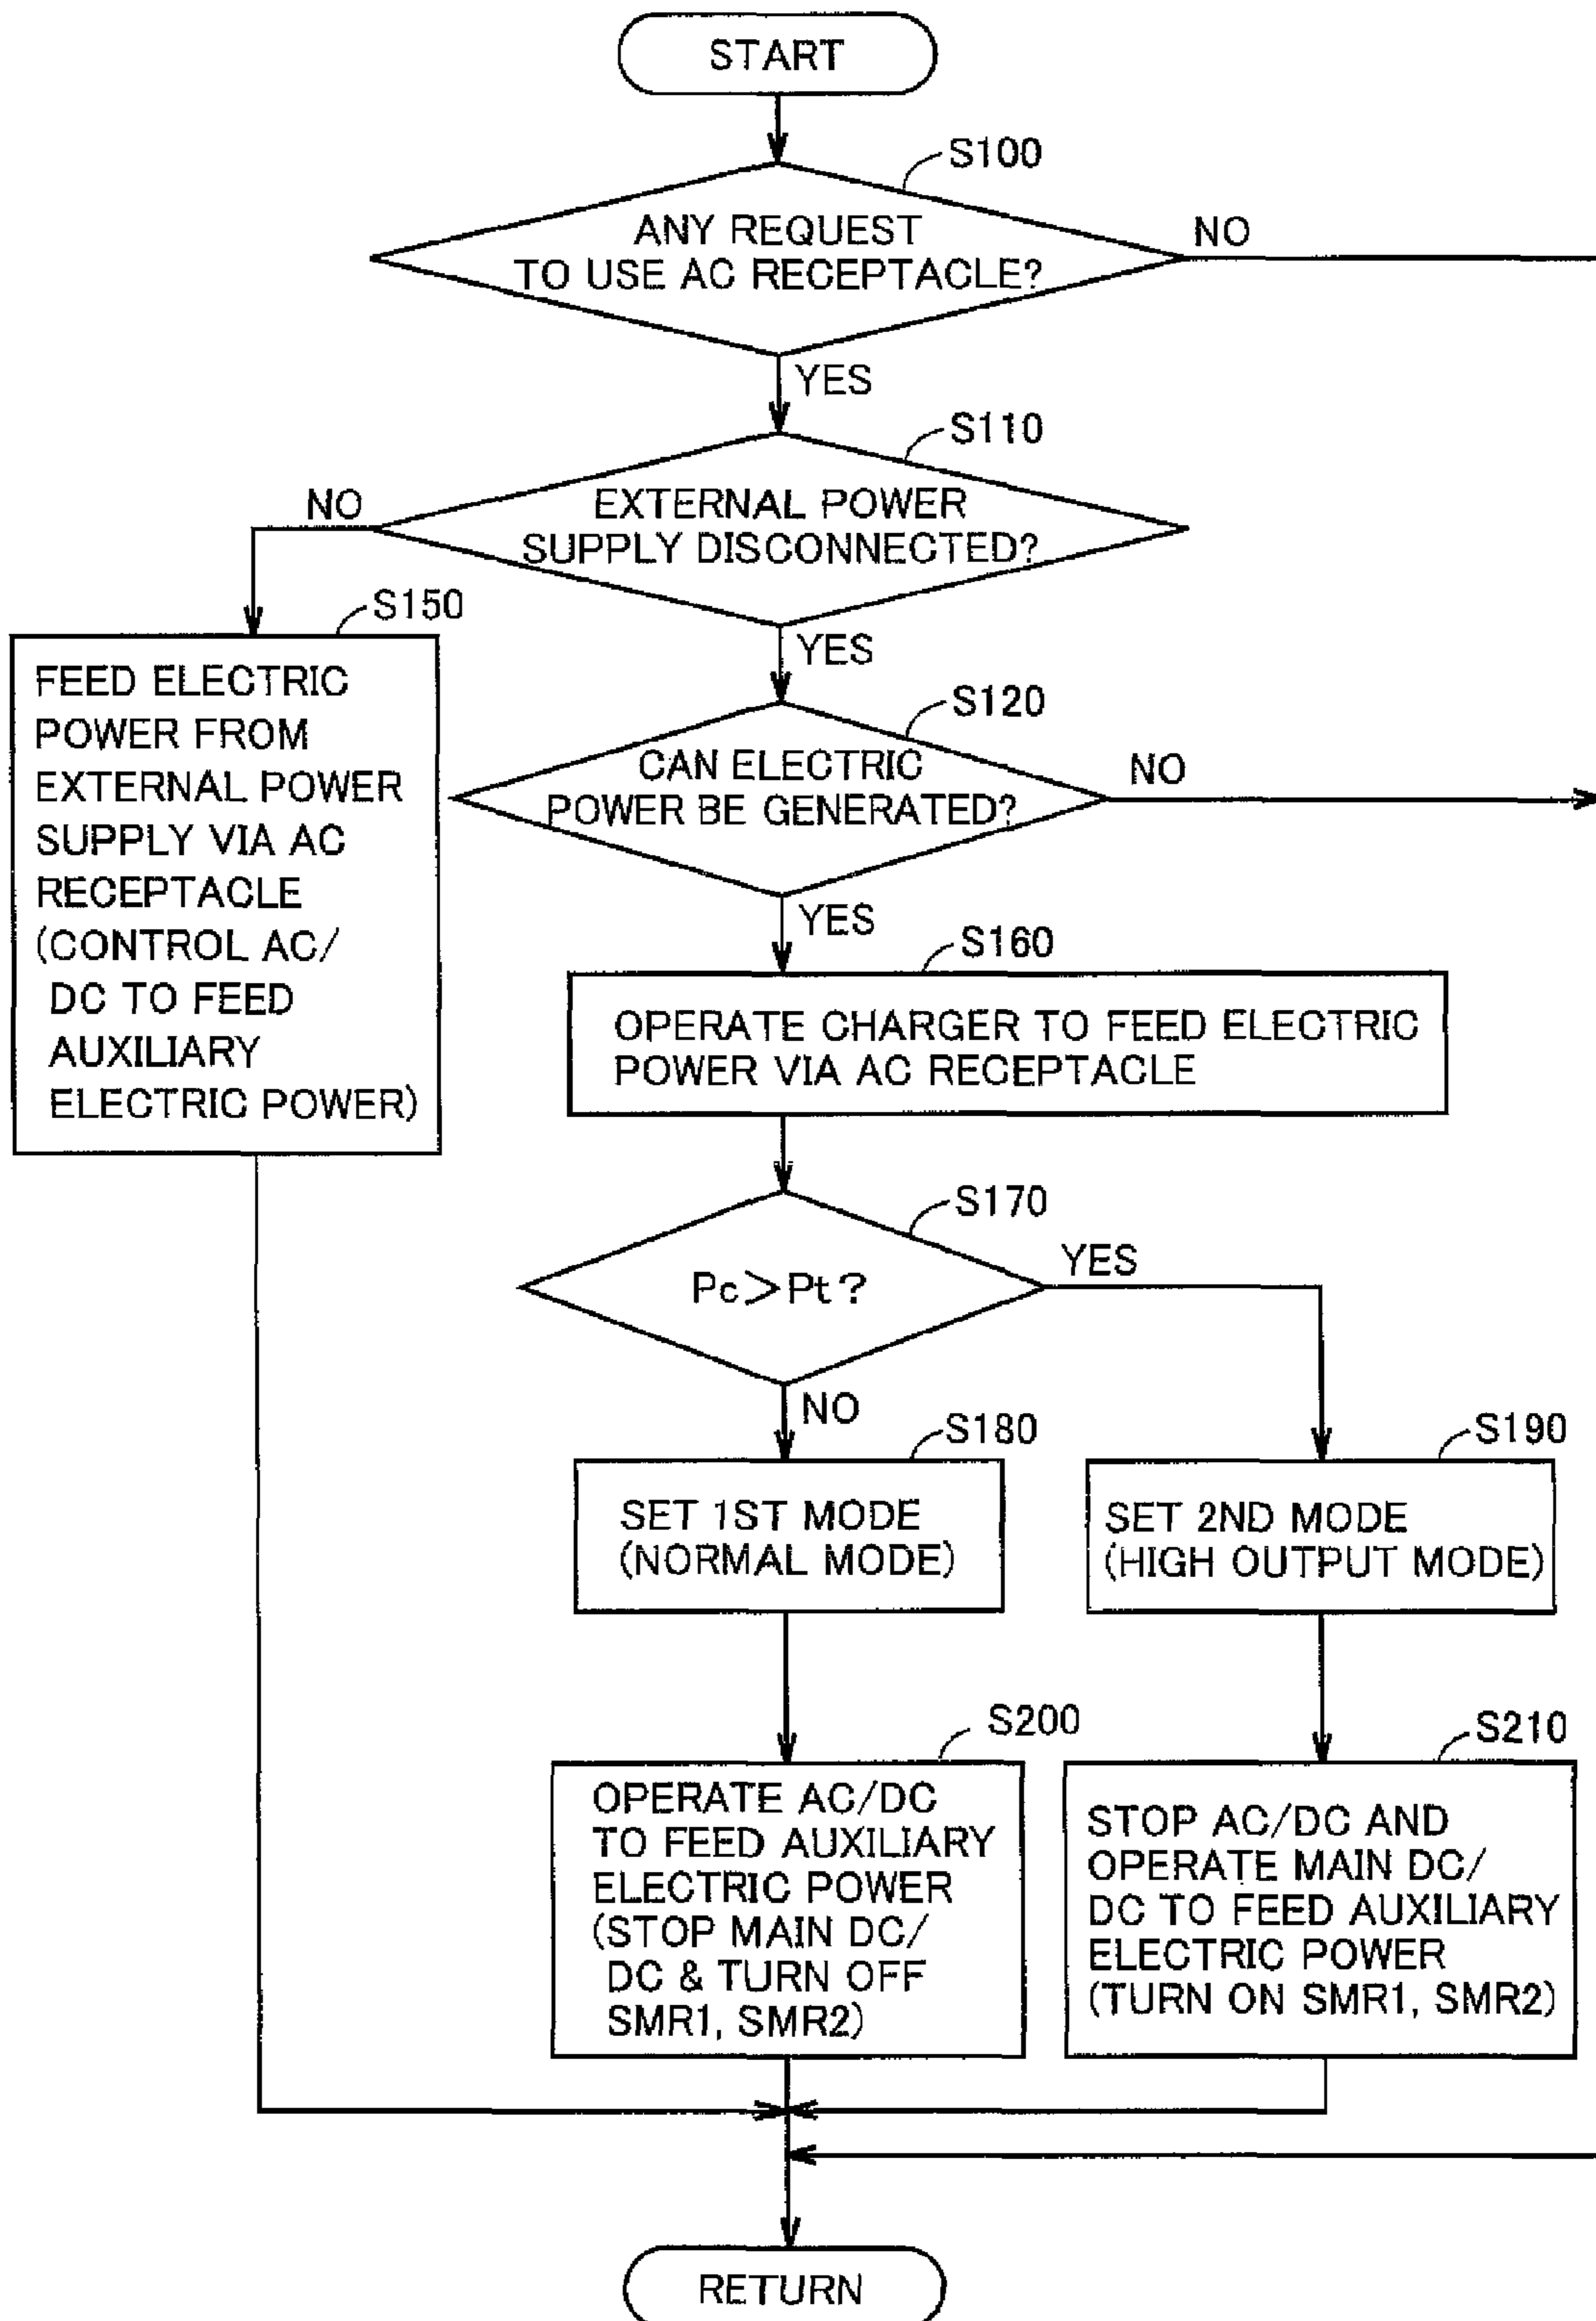 START
S100
ANY REQUEST
TO USE AC RECEPTACLE?
NO
YES
S110
EXTERNAL POWER
SUPPLY DISCONNECTED?
NO
YES
S150
FEED ELECTRIC
POWER FROM
EXTERNAL POWER
SUPPLY VIA AC
RECEPTACLE
(CONTROL AC/
DC TO FEED
AUXILIARY
ELECTRIC POWER)
S120
CAN ELECTRIC
POWER BE GENERATED?
NO
YES
S160
OPERATE CHARGER TO FEED ELECTRIC
POWER VIA AC RECEPTACLE
S170
Pc>Pt?
YES
NO
S180
SET 1ST MODE
(NORMAL MODE)
S190
SET 2ND MODE
(HIGH OUTPUT MODE)
S200
OPERATE AC/DC
TO FEED AUXILIARY
ELECTRIC POWER
(STOP MAIN DC/
DC & TURN OFF
SMR1, SMR2)
S210
STOP AC/DC AND
OPERATE MAIN DC/
DC TO FEED AUXILIARY
ELECTRIC POWER
(TURN ON SMR1, SMR2)
RETURN